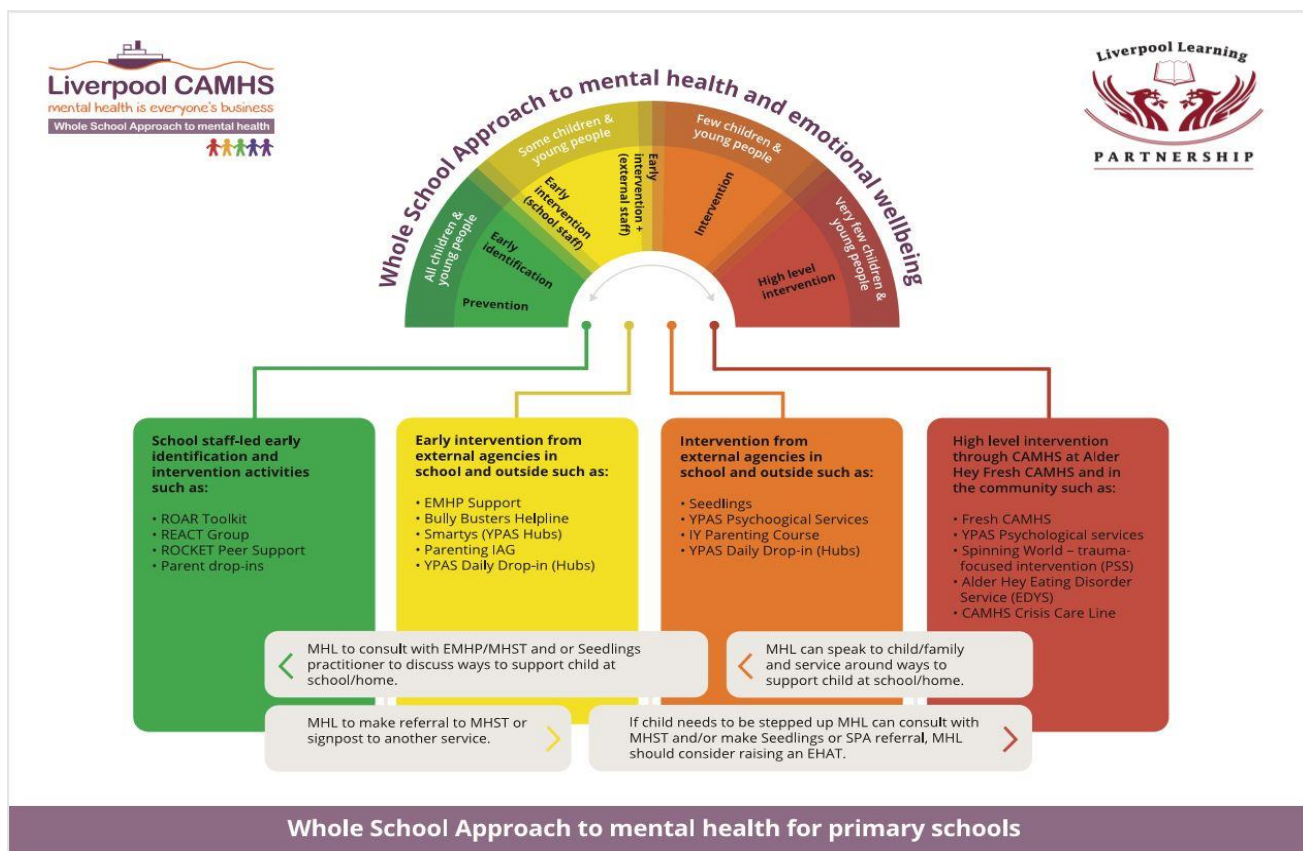 Liverpool CAMHS
mental health is everyone's business
Whole School Approach to mental health
Liverpool Learning
PARTNERSHIP
Whole School Approach to mental health and emotional wellbeing
All children &
young people
Some children &
young people
Few children &
young people
Very few children &
young people
Prevention
Early
identification
Early
intervention
(school staff)
Early
intervention +
(external staff)
Intervention
High level
intervention
School staff-led early
identification and
intervention activities
such as:
• ROAR Toolkit
• REACT Group
• ROCKET Peer Support
• Parent drop-ins
Early intervention from
external agencies in
school and outside such as:
• EMHP Support
• Bully Busters Helpline
• Smartys (YPAS Hubs)
• Parenting IAG
• YPAS Daily Drop-in (Hubs)
Intervention from
external agencies in
school and outside such as:
• Seedlings
• YPAS Psychoogical Services
• IY Parenting Course
• YPAS Daily Drop-in (Hubs)
High level intervention
through CAMHS at Alder
Hey Fresh CAMHS and in
the community such as:
• Fresh CAMHS
• YPAS Psychological services
• Spinning World – trauma-
focused intervention (PSS)
• Alder Hey Eating Disorder
Service (EDYS)
• CAMHS Crisis Care Line
MHL to consult with EMHP/MHST and or Seedlings
practitioner to discuss ways to support child at
school/home.
MHL can speak to child/family
and service around ways to
support child at school/home.
MHL to make referral to MHST or
signpost to another service.
If child needs to be stepped up MHL can consult with
MHST and/or make Seedlings or SPA referral, MHL
should consider raising an EHAT.
Whole School Approach to mental health for primary schools